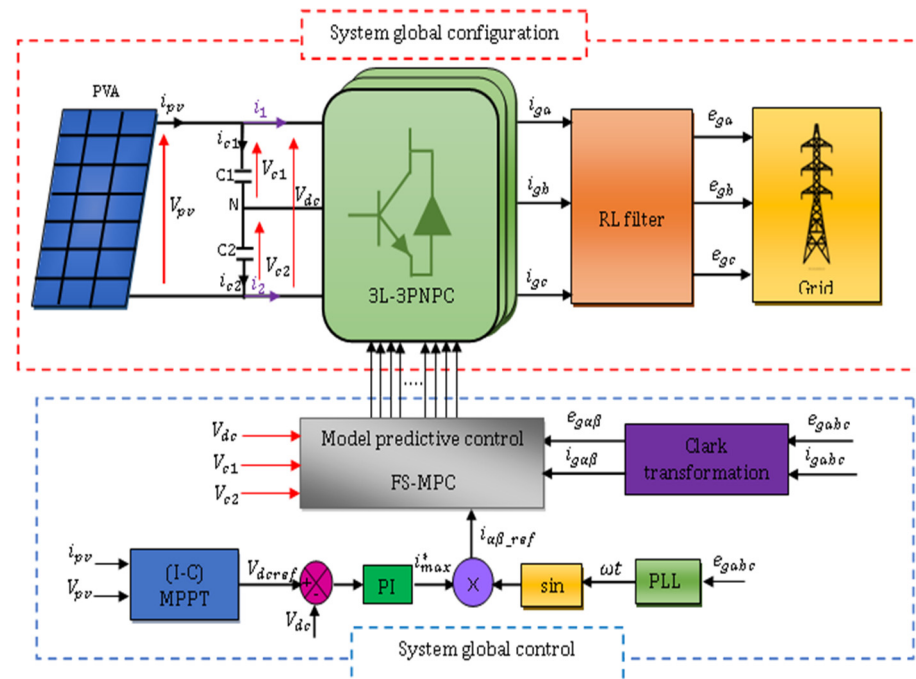 System global configuration
PVA
i_pv
i_1
i_ga
e_ga
i_c1
C1
V_c1
V_pv
N
V_dc
i_gb
e_gb
RL filter
C2
V_c2
i_c2
i_2
3L-3PNPC
i_gc
e_gc
Grid
....
V_dc
V_c1
V_c2
Model predictive control
FS-MPC
e_gαβ
i_gαβ
Clark
transformation
e_gabc
i_gabc
i_αβ_ref
i_pv
V_pv
(I-C)
MPPT
V_dcref
+
-
V_dc
PI
i*_max
X
sin
ωt
PLL
e_gabc
System global control